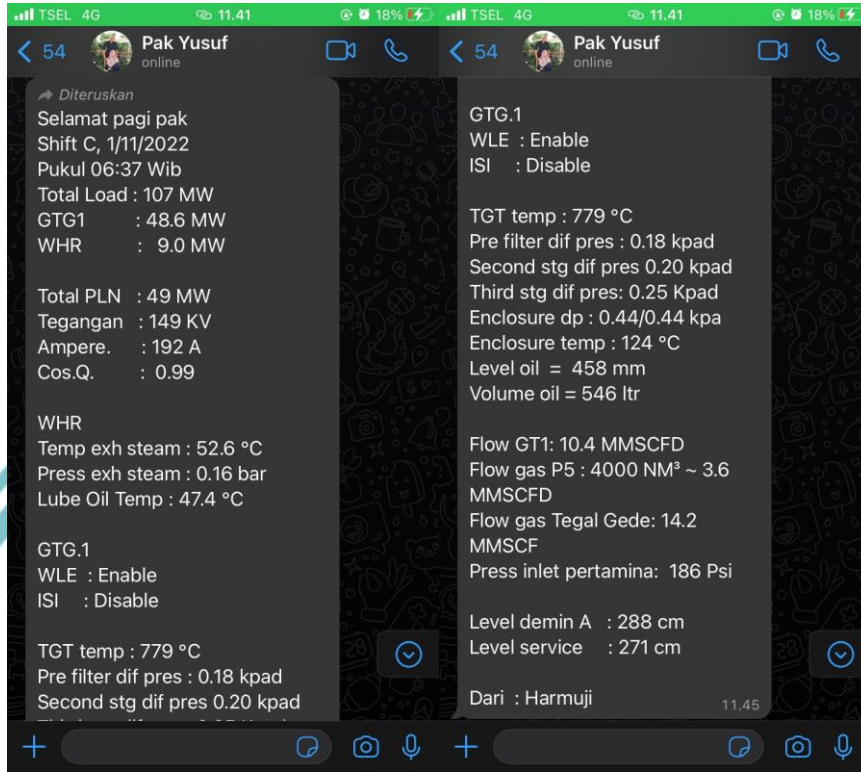 TSEL 4G 11.41 18%
54 Pak Yusuf
online
Diteruskan
Selamat pagi pak
Shift C, 1/11/2022
Pukul 06:37 Wib
Total Load : 107 MW
GTG1 : 48.6 MW
WHR : 9.0 MW
Total PLN : 49 MW
Tegangan : 149 KV
Ampere. : 192 A
Cos.Q. : 0.99
WHR
Temp exh steam : 52.6 °C
Press exh steam : 0.16 bar
Lube Oil Temp : 47.4 °C
GTG.1
WLE : Enable
ISI : Disable
TGT temp : 779 °C
Pre filter dif pres : 0.18 kpad
Second stg dif pres 0.20 kpad
TSEL 4G 11.41 18%
54 Pak Yusuf
online
GTG.1
WLE : Enable
ISI : Disable
TGT temp : 779 °C
Pre filter dif pres : 0.18 kpad
Second stg dif pres 0.20 kpad
Third stg dif pres: 0.25 Kpad
Enclosure dp : 0.44/0.44 kpa
Enclosure temp : 124 °C
Level oil = 458 mm
Volume oil = 546 ltr
Flow GT1: 10.4 MMSCFD
Flow gas P5 : 4000 NM³ ~ 3.6
MMSCFD
Flow gas Tegal Gede: 14.2
MMSCF
Press inlet pertamina: 186 Psi
Level demin A : 288 cm
Level service : 271 cm
Dari : Harmuji
11.45